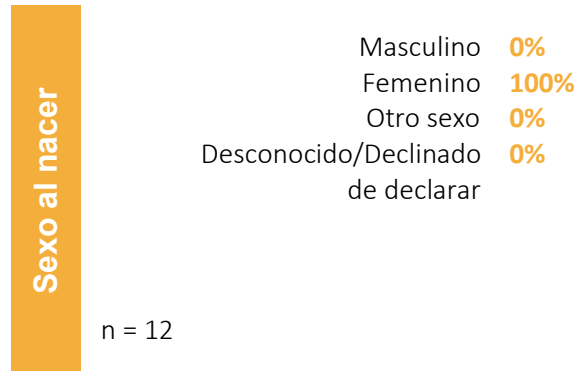 Sexo al nacer
Masculino 0%
Femenino 100%
Otro sexo 0%
Desconocido/Declinado 0%
de declarar
n = 12